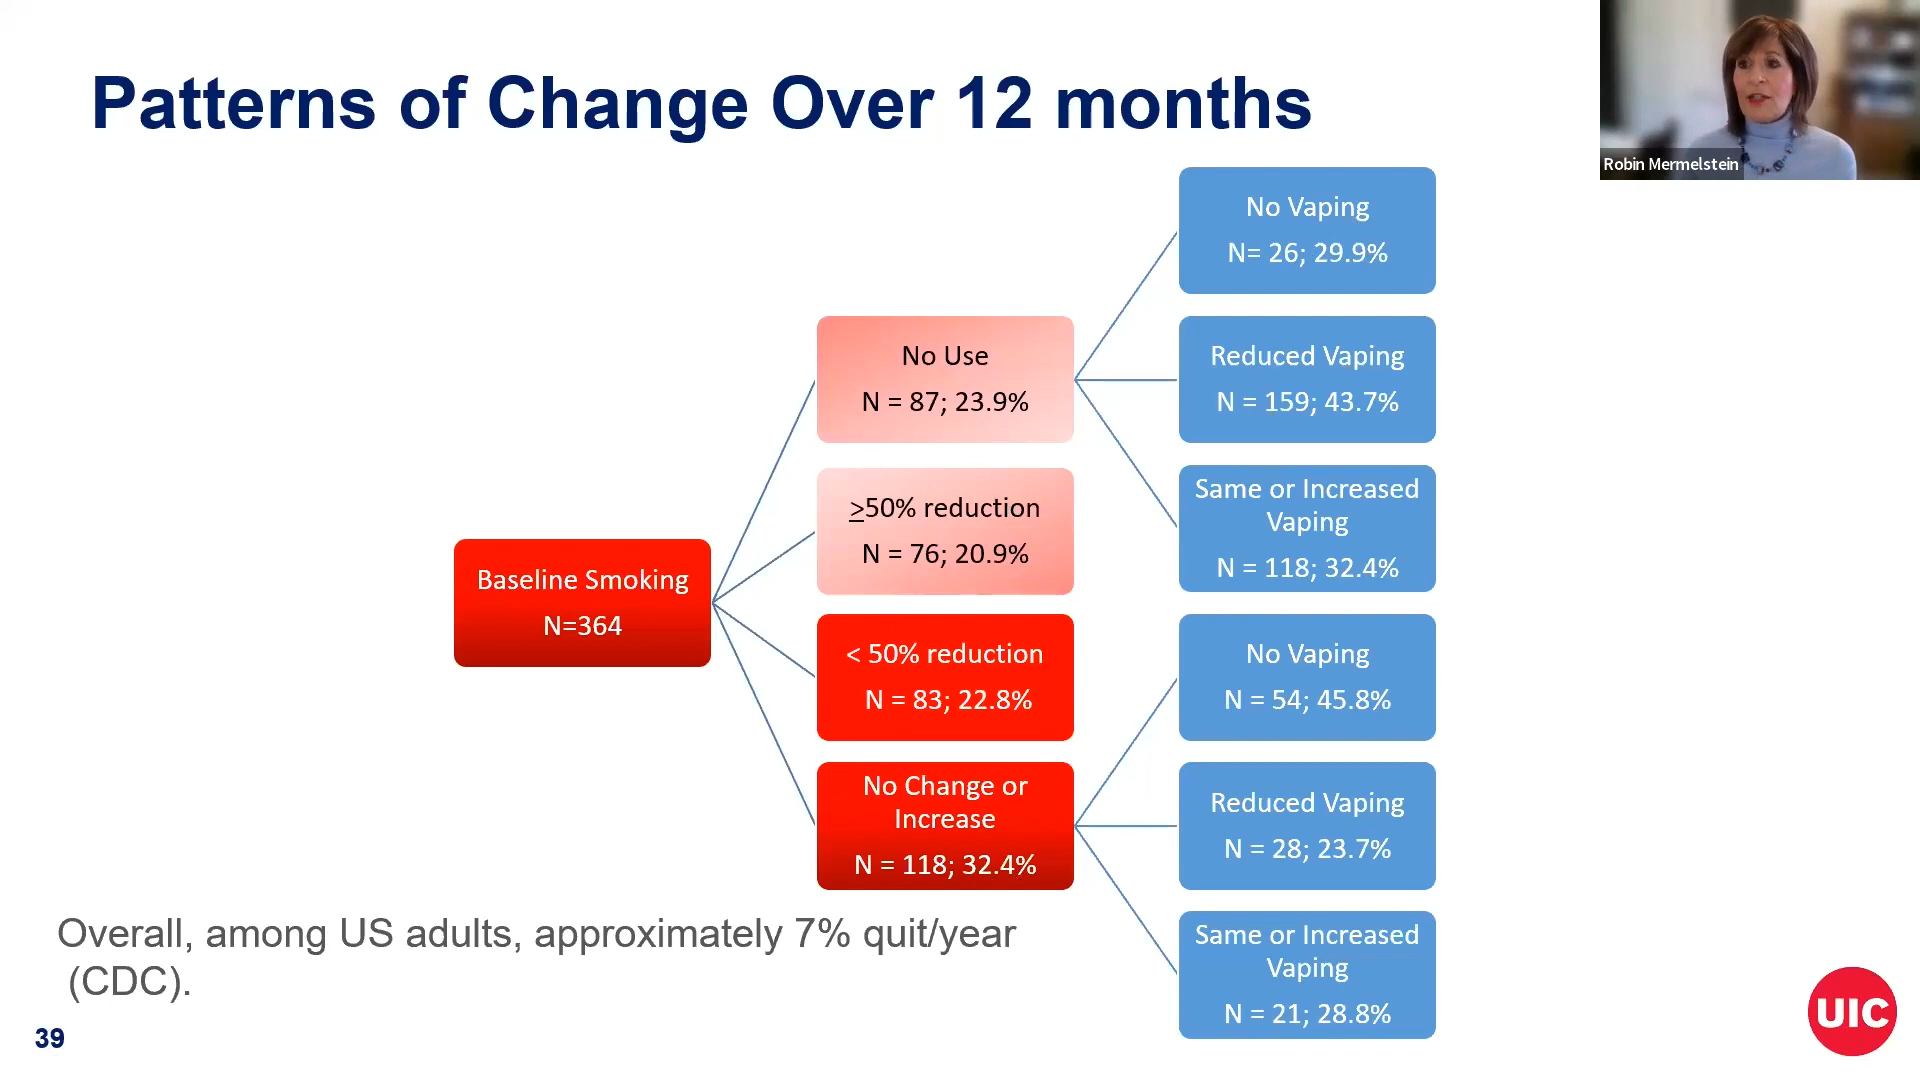 Patterns of Change Over 12 months
Robin Mermelstein
Baseline Smoking
N=364
No Use
N = 87; 23.9%
≥50% reduction
N = 76; 20.9%
< 50% reduction
N = 83; 22.8%
No Change or
Increase
N = 118; 32.4%
No Vaping
N= 26; 29.9%
Reduced Vaping
N = 159; 43.7%
Same or Increased
Vaping
N = 118; 32.4%
No Vaping
N = 54; 45.8%
Reduced Vaping
N = 28; 23.7%
Same or Increased
Vaping
N = 21; 28.8%
Overall, among US adults, approximately 7% quit/year
(CDC).
39
UIC